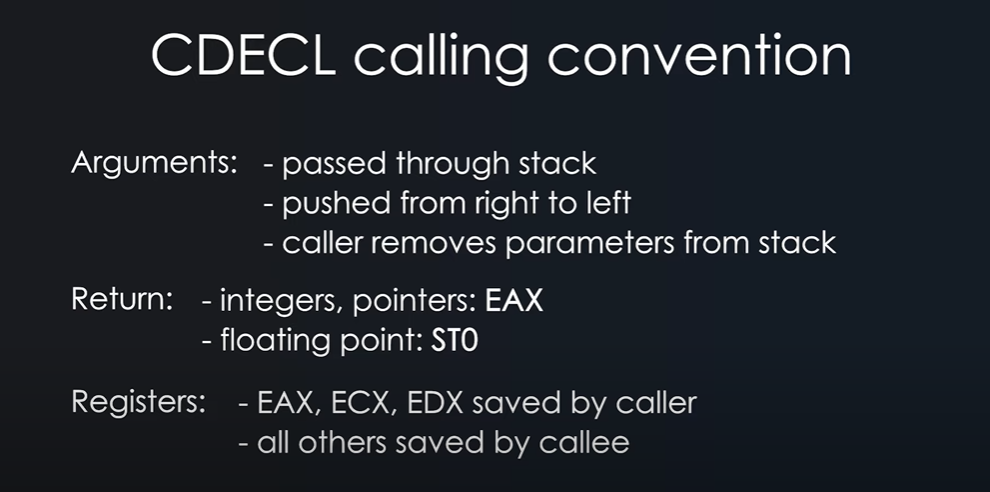 CDECL calling convention
Arguments: - passed through stack
- pushed from right to left
- caller removes parameters from stack
Return: - integers, pointers: EAX
- floating point: ST0
Registers: - EAX, ECX, EDX saved by caller
- all others saved by callee